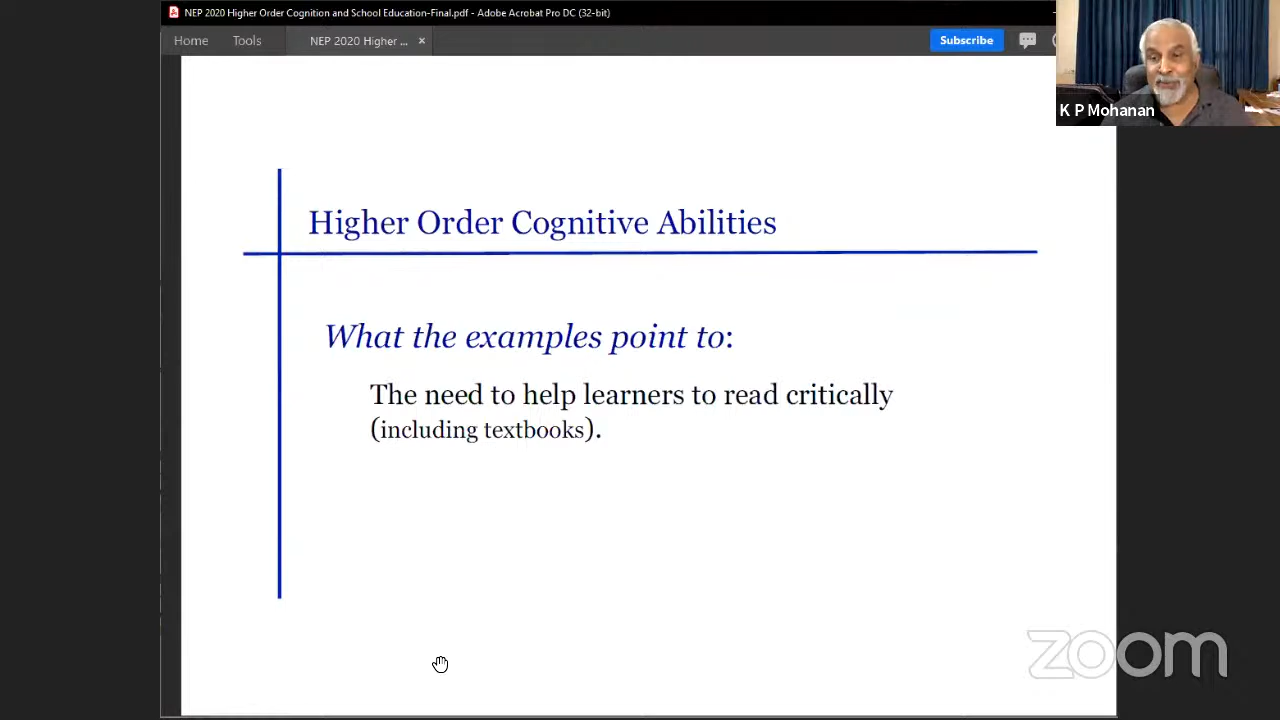 NEP 2020 Higher Order Cognition and School Education-Final.pdf - Adobe Acrobat Pro DC (32-bit)
Home Tools NEP 2020 Higher ... × Subscribe
K P Mohanan
Higher Order Cognitive Abilities
What the examples point to:
The need to help learners to read critically
(including textbooks).
zoom